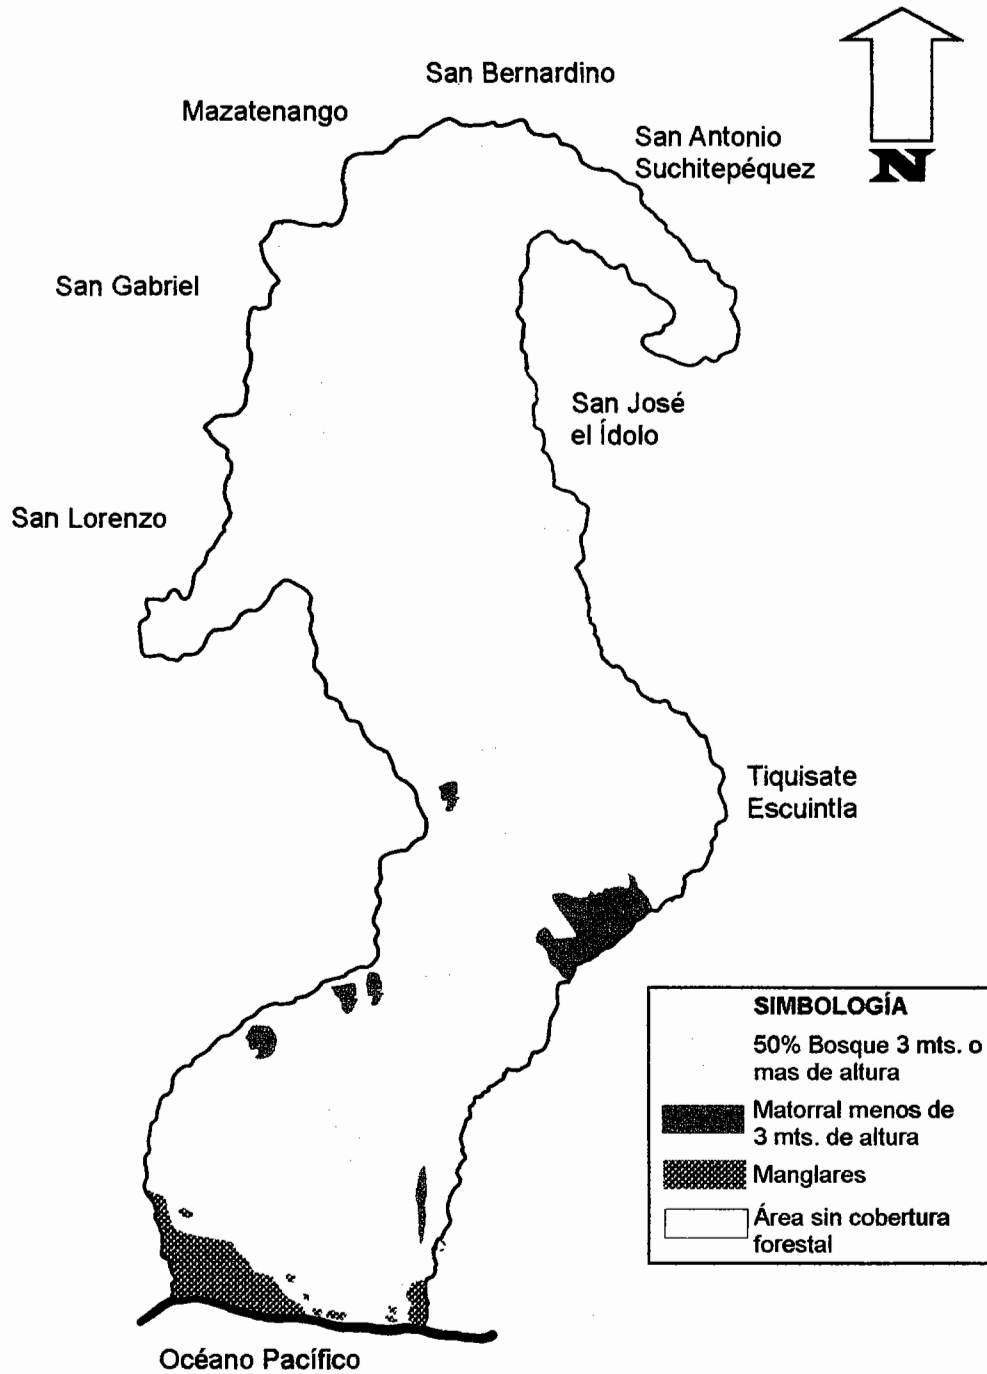 San Bernardino
Mazatenango
San Antonio
Suchitepéquez
N
San Gabriel
San José
el Ídolo
San Lorenzo
Tiquisate
Escuintla
SIMBOLOGÍA
50% Bosque 3 mts. o
mas de altura
Matorral menos de
3 mts. de altura
Manglares
Área sin cobertura
forestal
Océano Pacífico